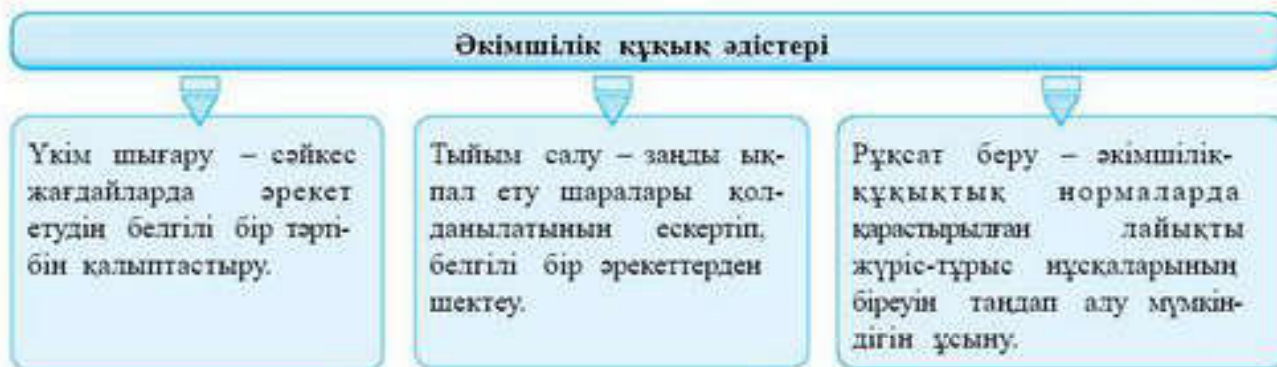 Әкімшілік құқық әдістері
Үкім шығару – сәйкес
жағдайларда әрекет
етудің белгілі бір тәрті-
бін қалыптастыру.
Тыйым салу – заңды ық-
пал ету шаралары қол-
данылатынын ескертіп,
белгілі бір әрекеттерден
шектеу.
Рұқсат беру – әкімшілік-
құқықтық нормаларда
қарастырылған лайықты
жүріс-тұрыс нұсқаларының
біреуін таңдап алу мүмкін-
дігін ұсыну.